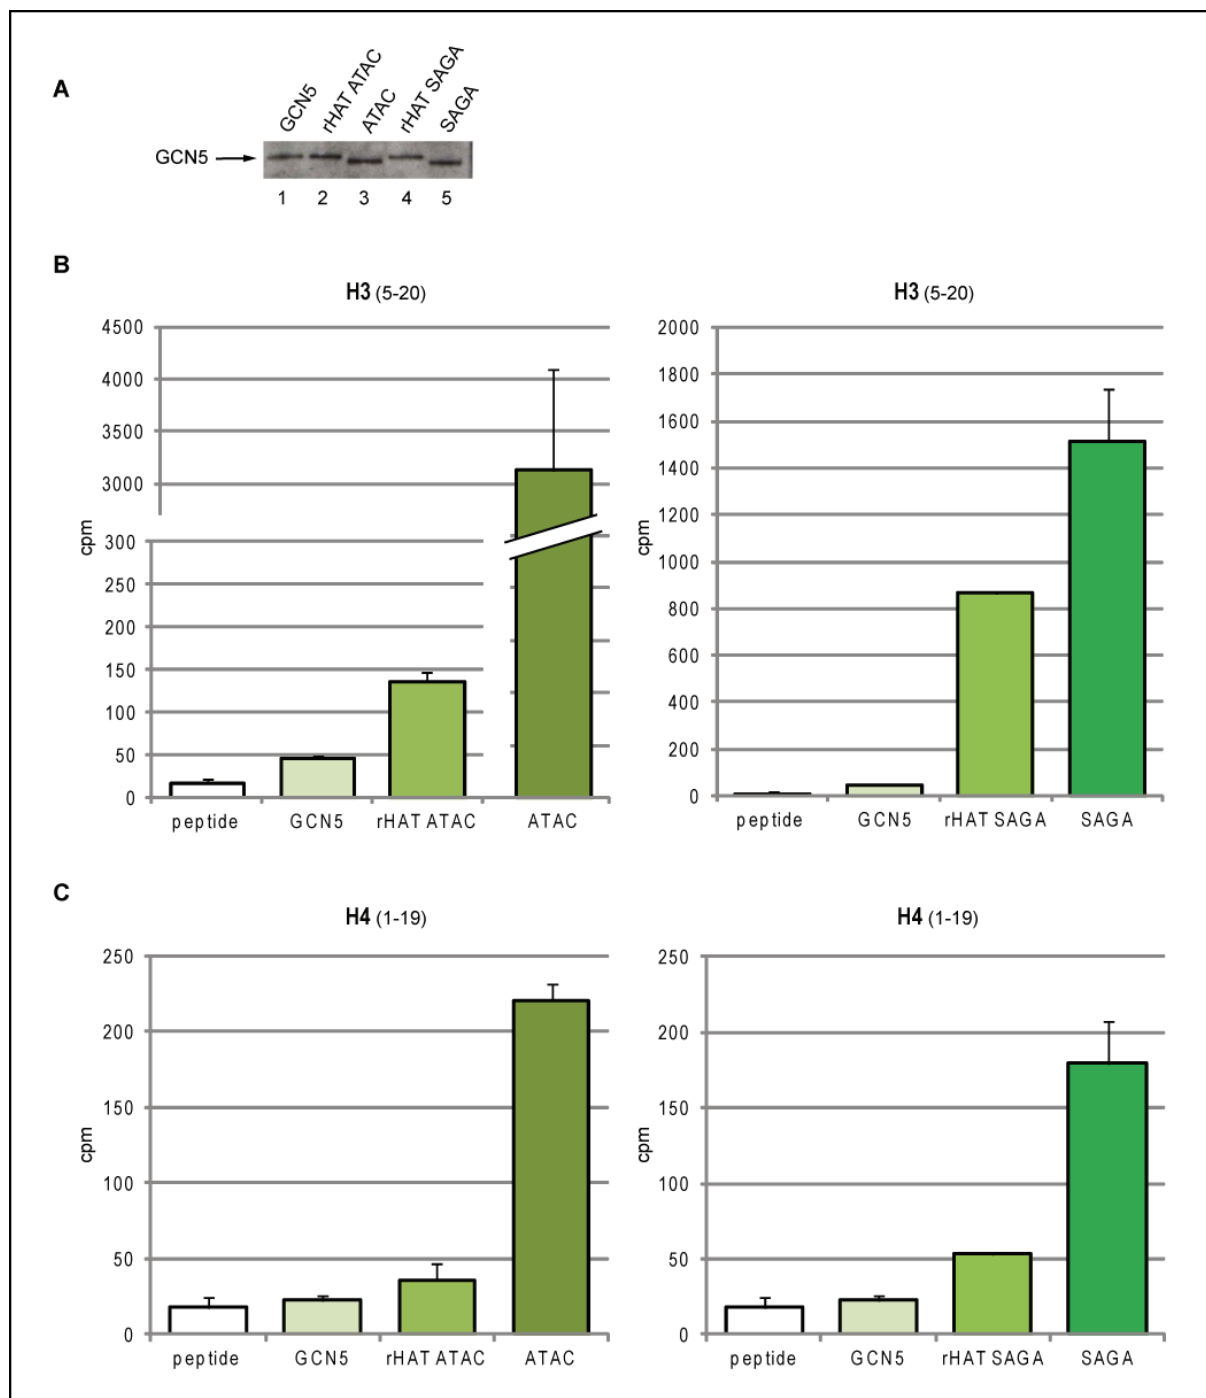 A
GCN5
rHAT ATAC
ATAC
rHAT SAGA
SAGA
GCN5
1 2 3 4 5
B
H3 (5-20)
4500
4000
3500
3000
300
250
200
150
100
50
0
cpm
peptide GCN5 rHAT ATAC ATAC
H3 (5-20)
2000
1800
1600
1400
1200
1000
800
600
400
200
0
cpm
peptide GCN5 rHAT SAGA SAGA
C
H4 (1-19)
250
200
150
100
50
0
cpm
peptide GCN5 rHAT ATAC ATAC
H4 (1-19)
250
200
150
100
50
0
cpm
peptide GCN5 rHAT SAGA SAGA